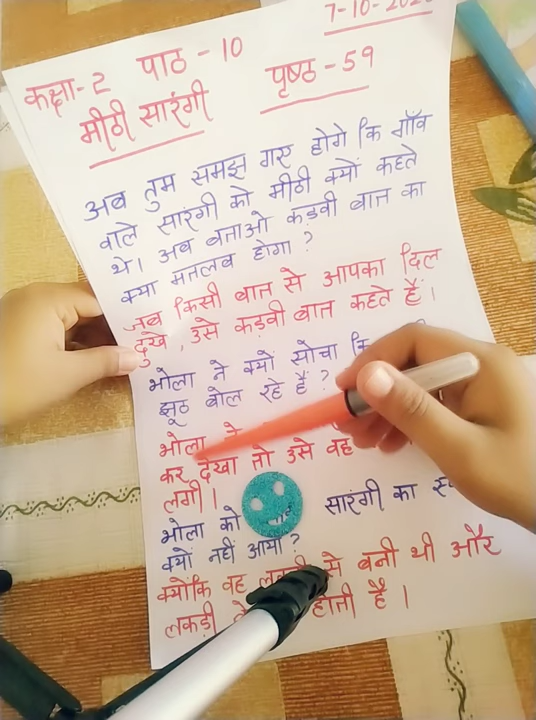 7-10-202
कक्षा-2 पाठ - 10 पृष्ठ - 59
मीठी सारंगी
अब तुम समझ गए होगे कि गाँव
वाले सारंगी को मीठी क्यों कहते
थे। अब बताओ कड़वी बात का
क्या मतलब होगा ?
जब किसी बात से आपका दिल
दुखे, उसे कड़वी बात कहते हैं।
भोला ने क्यों सोचा कि
झूठ बोल रहे हैं ?
भोला ने
कर देखा तो उसे वह
लगी।
भोला को सारंगी का
क्यों नहीं आया ?
क्योंकि वह से बनी थी और
लकड़ी होती है।